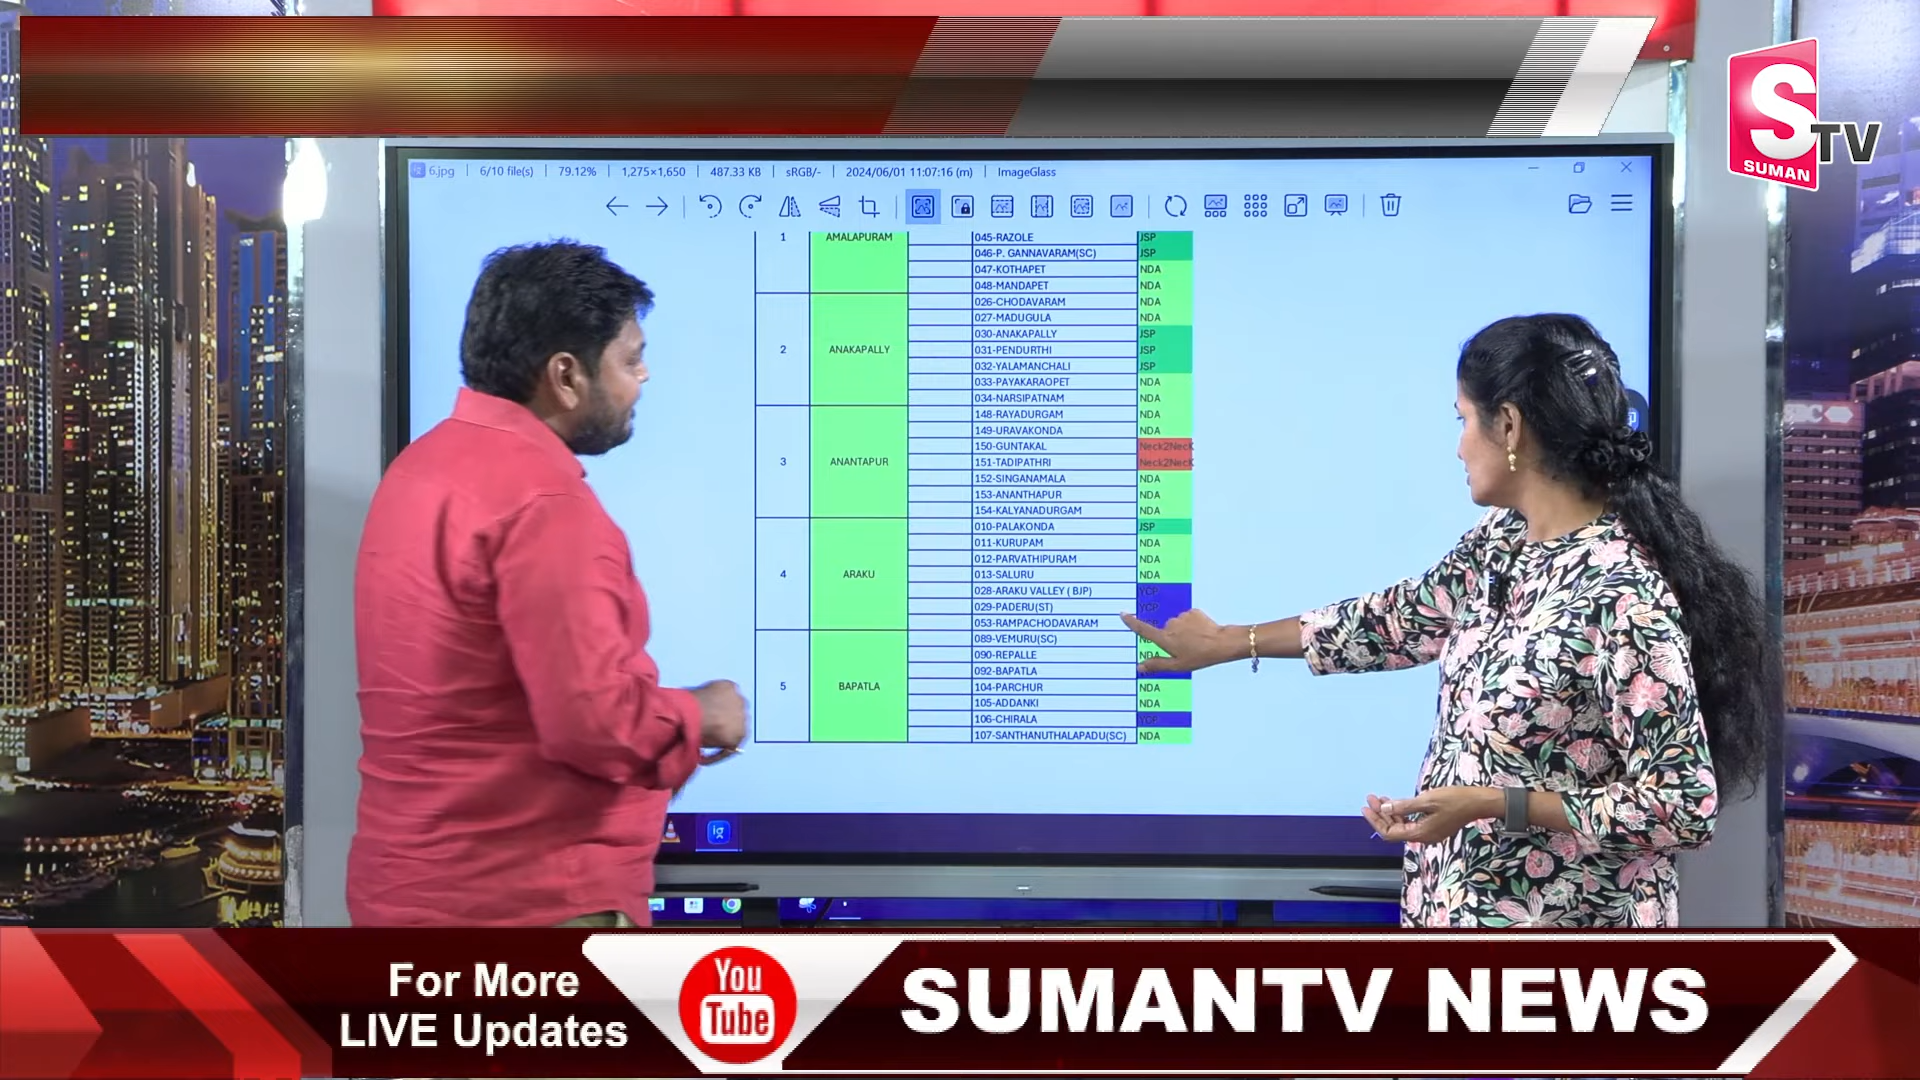 S
TV
SUMAN
6.jpg | 6/10 file(s) | 79.12% | 1,275×1,650 | 487.33 KB | sRGB/- | 2024/06/01 11:07:16 (m) | ImageGlass
1 AMALAPURAM 045-RAZOLE JSP
046-P. GANNAVARAM(SC) JSP
047-KOTHAPET NDA
048-MANDAPET NDA
026-CHODAVARAM NDA
027-MADUGULA NDA
030-ANAKAPALLY JSP
2 ANAKAPALLY 031-PENDURTHI JSP
032-YALAMANCHALI JSP
033-PAYAKARAOPET NDA
034-NARSIPATNAM NDA
148-RAYADURGAM NDA
149-URAVAKONDA NDA
150-GUNTAKAL Neck2Neck
3 ANANTAPUR 151-TADIPATHRI Neck2Neck
152-SINGANAMALA NDA
153-ANANTHAPUR NDA
154-KALYANADURGAM NDA
010-PALAKONDA JSP
011-KURUPAM NDA
012-PARVATHIPURAM NDA
4 ARAKU 013-SALURU NDA
028-ARAKU VALLEY ( BJP) YCP
029-PADERU(ST) YCP
053-RAMPACHODAVARAM
089-VEMURU(SC)
090-REPALLE NDA
092-BAPATLA
5 BAPATLA 104-PARCHUR NDA
105-ADDANKI NDA
106-CHIRALA YCP
107-SANTHANUTHALAPADU(SC) NDA
ig
For More
LIVE Updates
You
Tube
SUMANTV NEWS